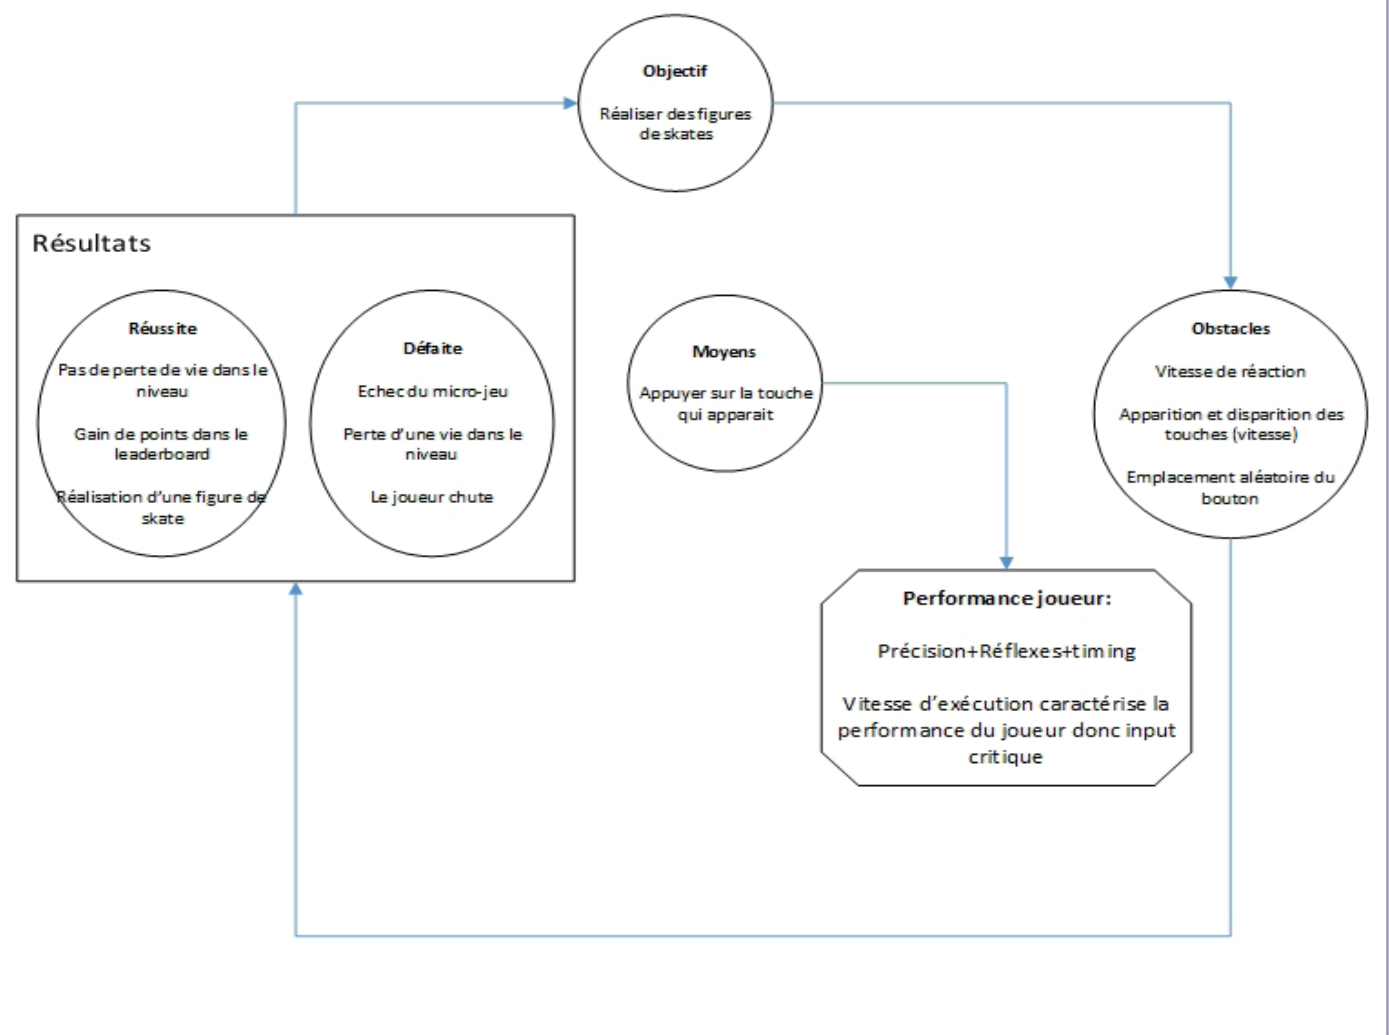 Objectif
Réaliser des figures
de skates
Résultats
Réussite
Pas de perte de vie dans le
niveau
Gain de points dans le
leaderboard
Réalisation d'une figure de
skate
Défaite
Echec du micro-jeu
Perte d'une vie dans le
niveau
Le joueur chute
Moyens
Appuyer sur la touche
qui apparait
Obstacles
Vitesse de réaction
Apparition et disparition des
touches (vitesse)
Emplacement aléatoire du
bouton
Performance joueur:
Précision+Réflexes+timing
Vitesse d'exécution caractérise la
performance du joueur donc input
critique